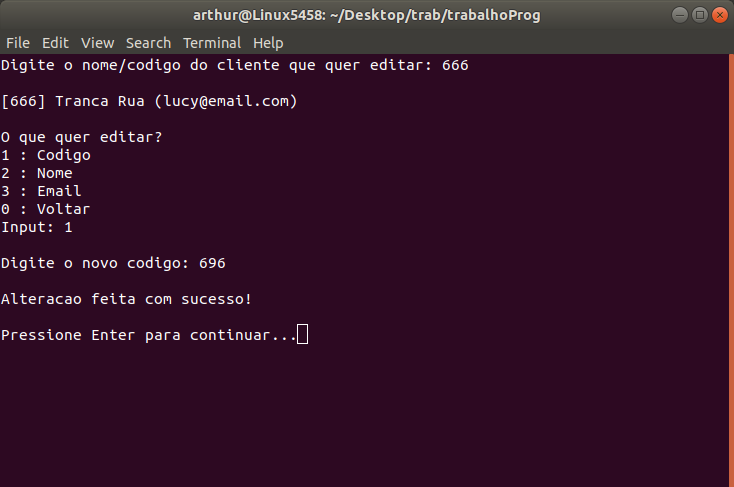 arthur@Linux5458: ~/Desktop/trab/trabalhoProg
File Edit View Search Terminal Help
Digite o nome/codigo do cliente que quer editar: 666
[666] Tranca Rua (lucy@email.com)
O que quer editar?
1 : Codigo
2 : Nome
3 : Email
0 : Voltar
Input: 1
Digite o novo codigo: 696
Alteracao feita com sucesso!
Pressione Enter para continuar...